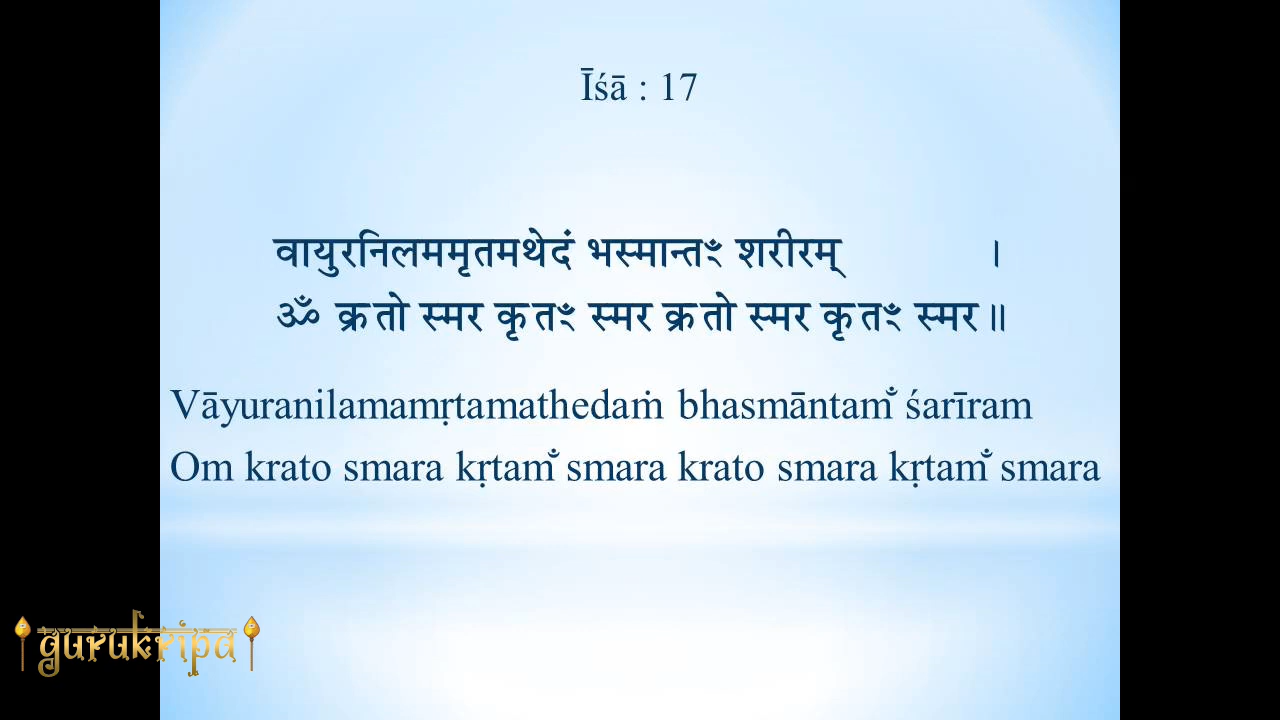 Īśā : 17
वायुरनिलममृतमथेदं भस्मान्तꣳ शरीरम् ।
ॐ क्रतो स्मर कृतꣳ स्मर क्रतो स्मर कृतꣳ स्मर॥
Vāyuranilamamṛtamathedaṁ bhasmāntam̐ śarīram
Om krato smara kṛtam̐ smara krato smara kṛtam̐ smara
gurukripa